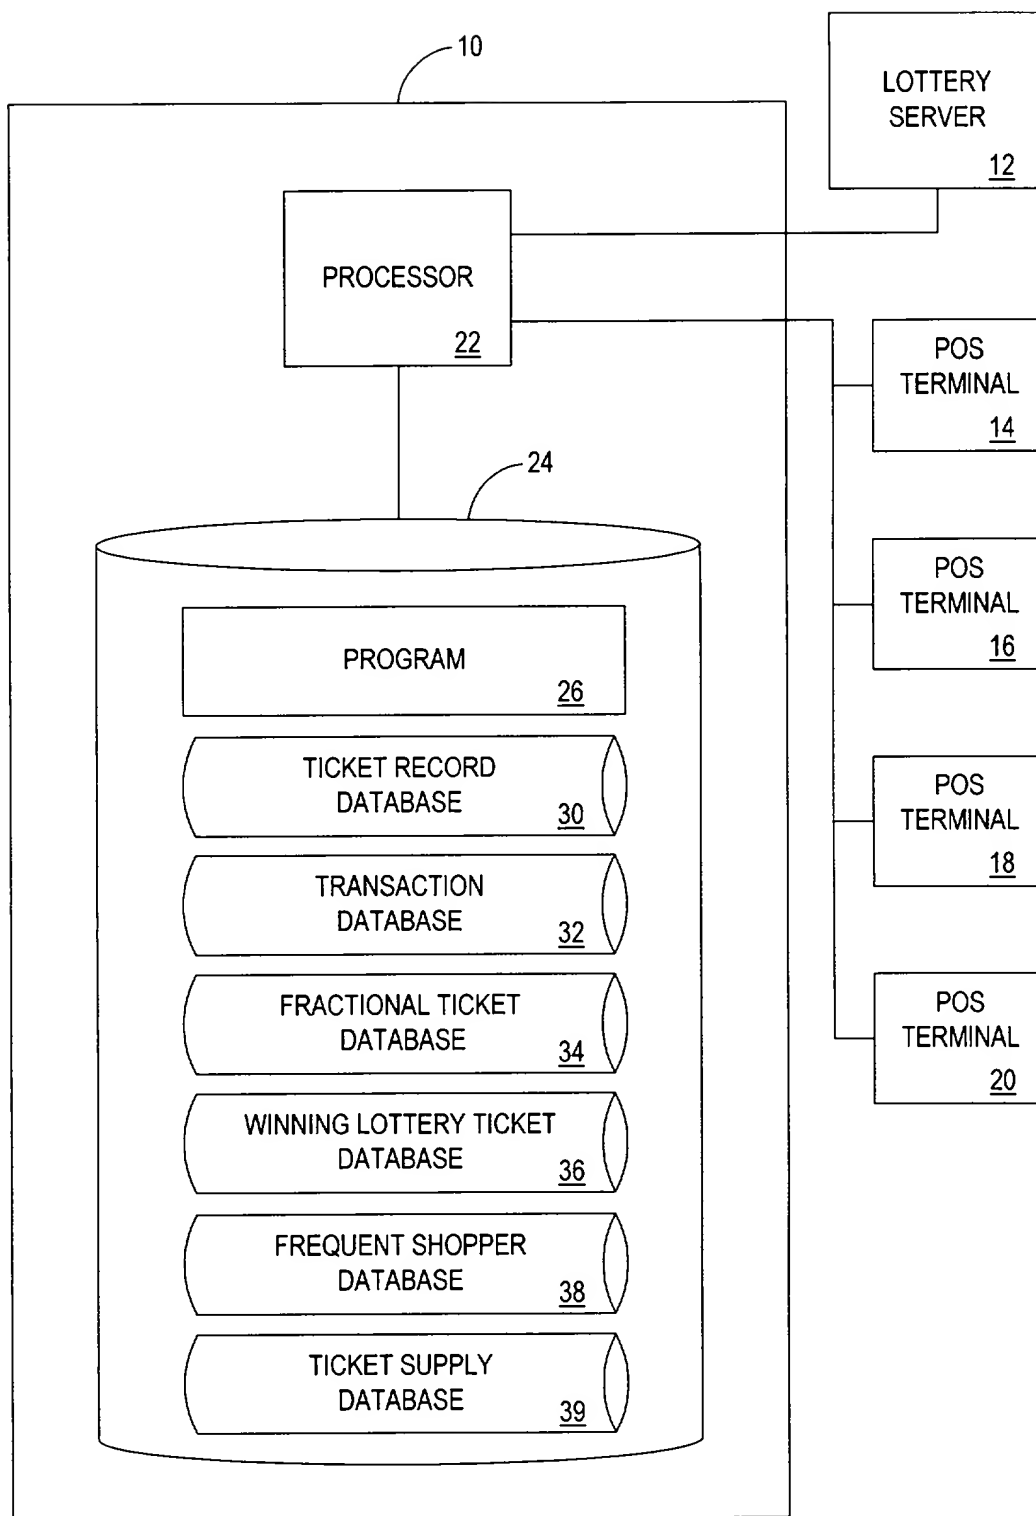 10
LOTTERY
SERVER
12
PROCESSOR
22
POS
TERMINAL
14
24
POS
TERMINAL
16
PROGRAM
26
TICKET RECORD
DATABASE
30
POS
TERMINAL
18
TRANSACTION
DATABASE
32
FRACTIONAL TICKET
DATABASE
34
POS
TERMINAL
20
WINNING LOTTERY TICKET
DATABASE
36
FREQUENT SHOPPER
DATABASE
38
TICKET SUPPLY
DATABASE
39